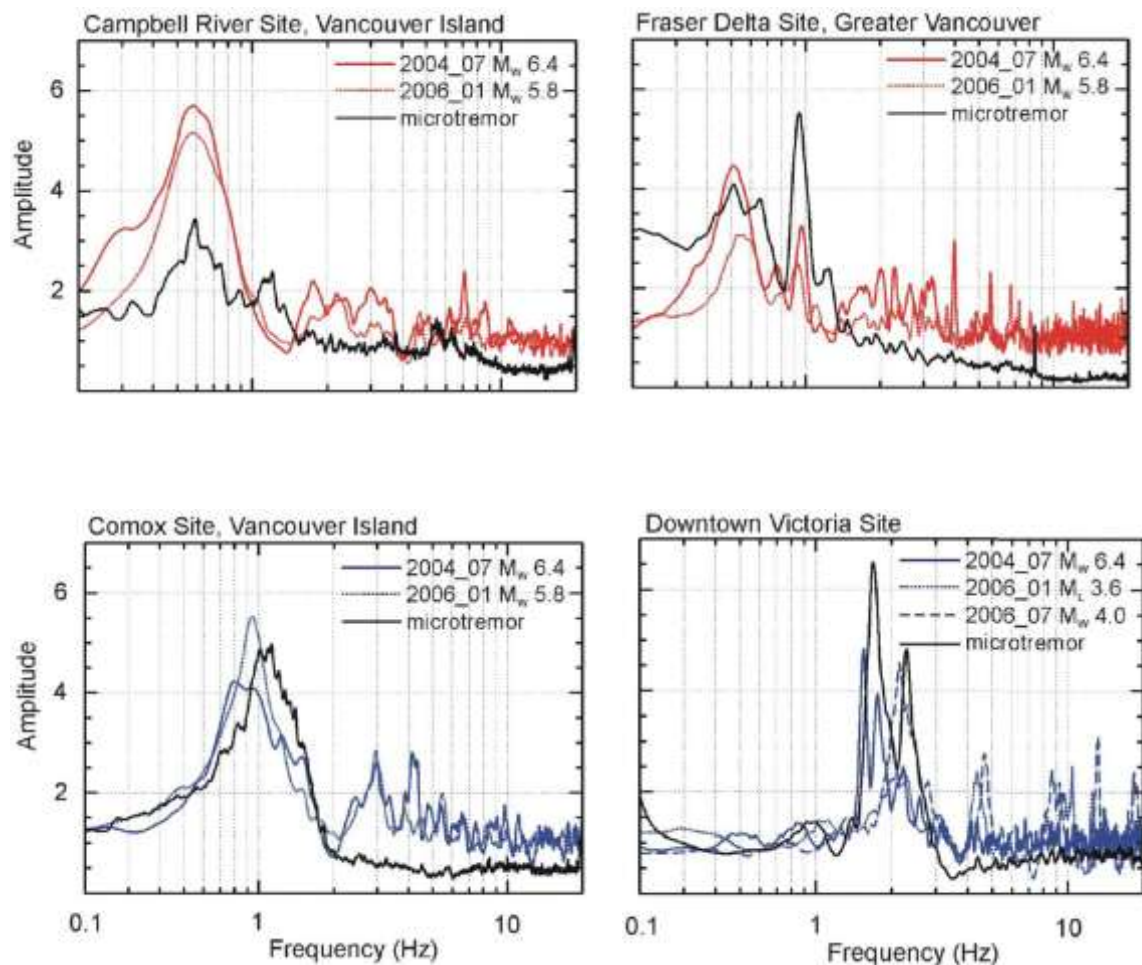 Campbell River Site, Vancouver Island
2004_07 Mw 6.4
2006_01 Mw 5.8
microtremor
6
4
2
Amplitude
Fraser Delta Site, Greater Vancouver
2004_07 Mw 6.4
2006_01 Mw 5.8
microtremor
Comox Site, Vancouver Island
2004_07 Mw 6.4
2006_01 Mw 5.8
microtremor
6
4
2
Amplitude
0.1
1
10
Frequency (Hz)
Downtown Victoria Site
2004_07 Mw 6.4
2006_01 ML 3.6
2006_07 Mw 4.0
microtremor
0.1
1
10
Frequency (Hz)